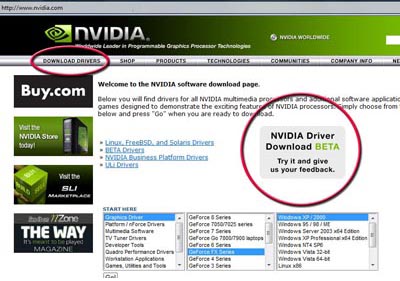 http://www.nvidia.com
NVIDIA
Worldwide Leader in Programmable Graphics Processor Technologies
NVIDIA WORLDWIDE
DOWNLOAD DRIVERS SHOP PRODUCTS TECHNOLOGIES COMMUNITIES COMPANY INFO
Welcome to the NVIDIA software download page.
Buy.com
Below you will find drivers for all NVIDIA multimedia processors and additional software applicatio
games designed to demonstrate the exciting features of NVIDIA processors. Simply choose from
below and press "Go" when you are ready to download.
Visit the
NVIDIA Store
today!
Linux, FreeBSD, and Solaris Drivers
BETA Drivers
NVIDIA Business Platform Drivers
ULi Drivers
NVIDIA Driver
Download BETA
Try it and give
us your feedback.
Visit the
SLI
MARKETPLACE
nZone
THE WAY
It's meant to be played
MAGAZINE
START HERE
Graphics Driver
Platform / nForce Drivers
Multimedia Software
TV Tuner Drivers
Developer Tools
Quadro Performance Drivers
Workstation Applications
Games, Utilities and Tools
GeForce 8 Series
GeForce 7050/7025 series
GeForce 7 Series
GeForce Go 7800/7900 laptops
GeForce 6 Series
GeForce FX Series
GeForce 4 Series
GeForce 3 Series
Windows XP / 2000
Windows 95 / 98 / ME
Windows Server 2003 x64 Edition
Windows XP Professional x64 Edition
Windows NT4 SP6
Windows Vista 32-bit
Windows Vista 64-bit
Linux x86
Go!